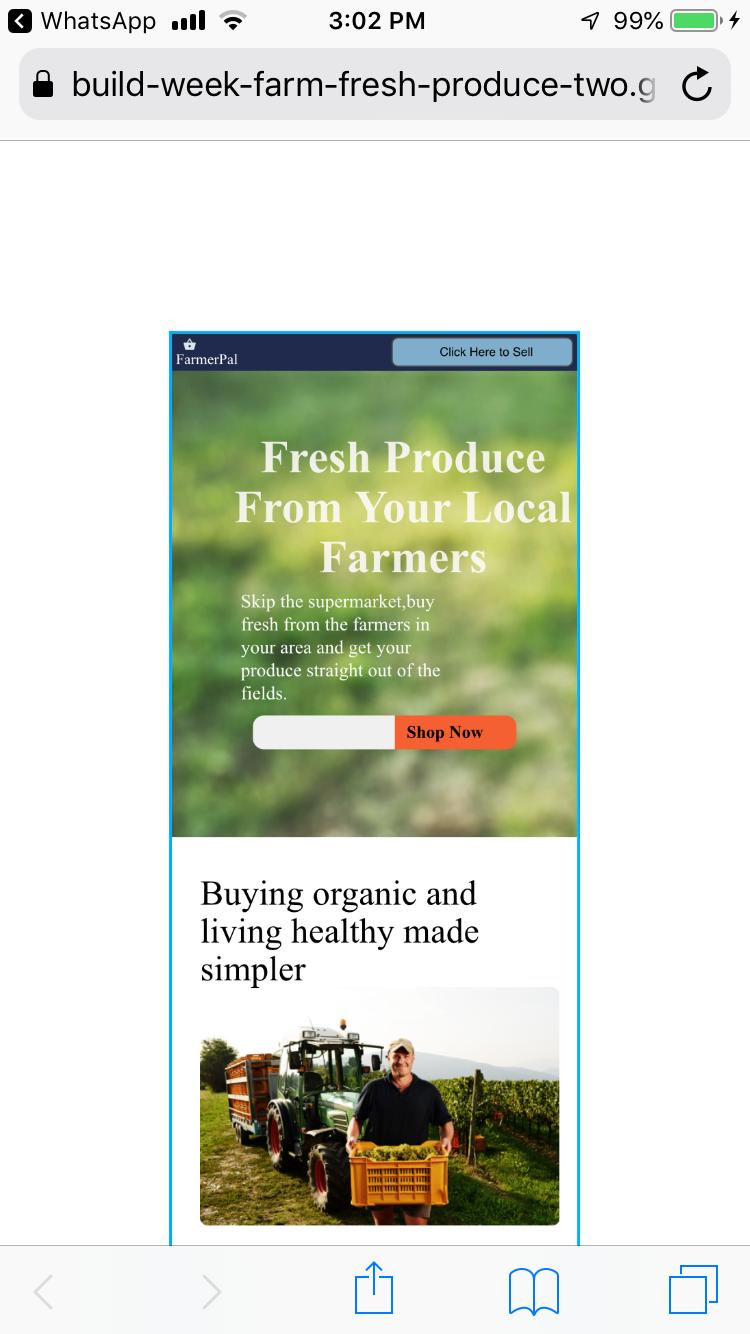 WhatsApp 3:02 PM 99%
build-week-farm-fresh-produce-two.g
FarmerPal
Click Here to Sell
Fresh Produce
From Your Local
Farmers
Skip the supermarket,buy
fresh from the farmers in
your area and get your
produce straight out of the
fields.
Shop Now
Buying organic and
living healthy made
simpler